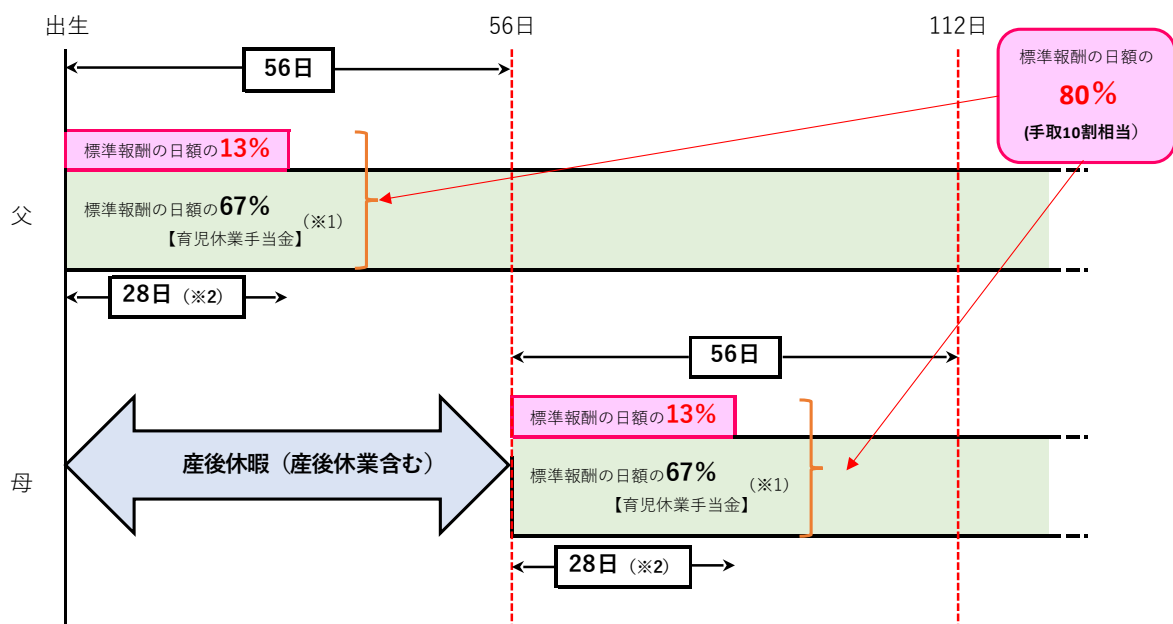 出生
56日
112日
56日
標準報酬の日額の
80%
(手取10割相当)
標準報酬の日額の13%
父
標準報酬の日額の67%
(※1)
【育児休業手当金】
28日(※2)
56日
標準報酬の日額の13%
母
産後休暇(産後休業含む)
標準報酬の日額の67%
(※1)
【育児休業手当金】
28日(※2)